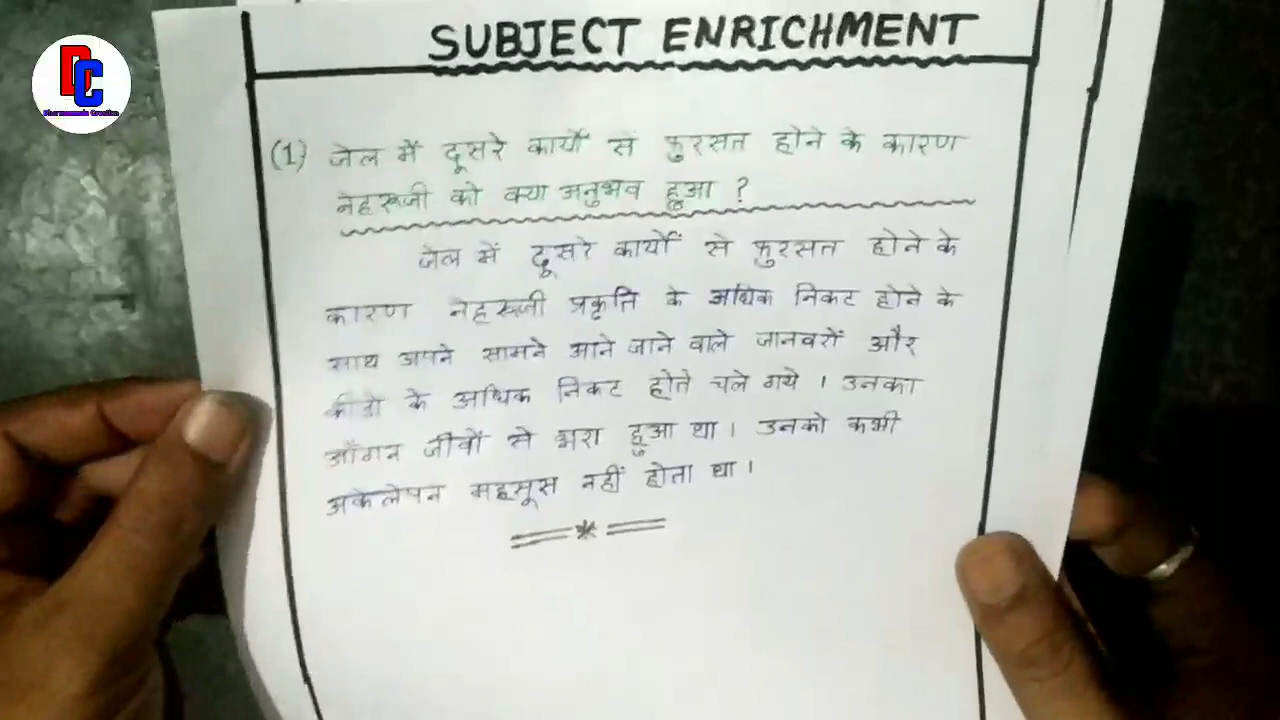 DC
SUBJECT ENRICHMENT
(1) जेल में दूसरे कार्यों से फुरसत होने के कारण
नेहरूजी को क्या अनुभव हुआ ?
जेल में दूसरे कार्यों से फुरसत होने के
कारण नेहरूजी प्रकृति के अधिक निकट होने के
साथ अपने सामने आने जाने वाले जानवरों और
कीडो के अधिक निकट होते चले गये । उनका
आँगन जीवों से भरा हुआ था । उनको कभी
अकेलेपन महसूस नहीं होता था ।